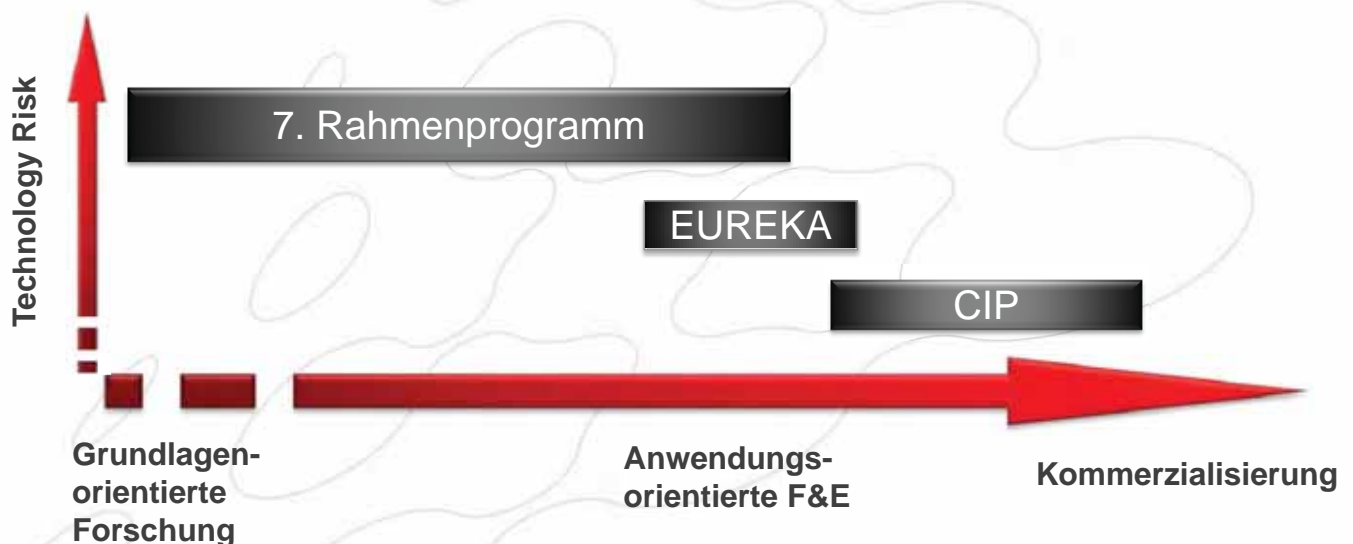 Technology Risk
7. Rahmenprogramm
EUREKA
CIP
Grundlagen-
orientierte
Forschung
Anwendungs-
orientierte F&E
Kommerzialisierung